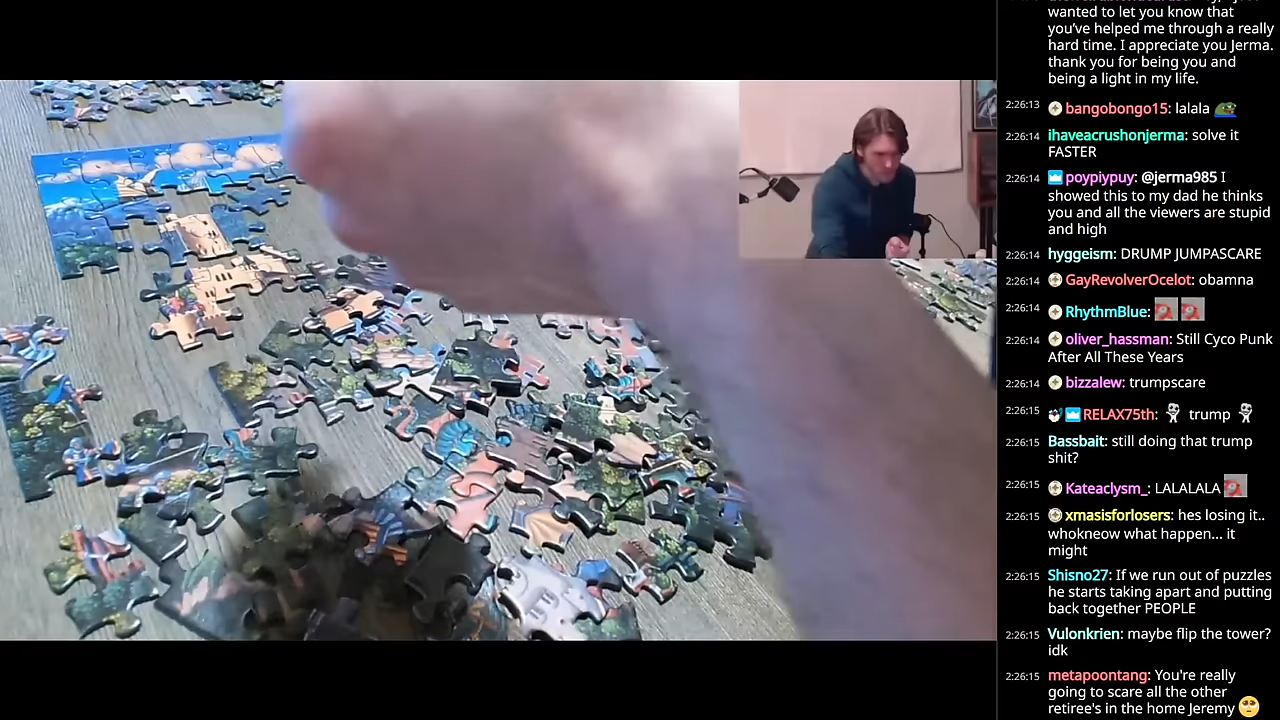 wanted to let you know that
you've helped me through a really
hard time. I appreciate you Jerma.
thank you for being you and
being a light in my life.
2:26:13 bangobongo15: lalala
2:26:14 ihaveacrushonjerma: solve it
FASTER
2:26:14 poypiypuy: @jerma985 I
showed this to my dad he thinks
you and all the viewers are stupid
and high
2:26:14 hyggeism: DRUMP JUMPASCARE
2:26:14 GayRevolverOcelot: obamna
2:26:14 RhythmBlue:
2:26:14 oliver_hassman: Still Cyco Punk
After All These Years
2:26:14 bizzalew: trumpscare
2:26:15 RELAX75th: trump
2:26:15 Bassbait: still doing that trump
shit?
2:26:15 Kateaclysm_: LALALALA
2:26:15 xmasisforlosers: hes losing it..
whokneow what happen... it
might
2:26:15 Shisno27: If we run out of puzzles
he starts taking apart and putting
back together PEOPLE
2:26:15 Vulonkrien: maybe flip the tower?
idk
2:26:15 metapoontang: You're really
going to scare all the other
retiree's in the home Jeremy